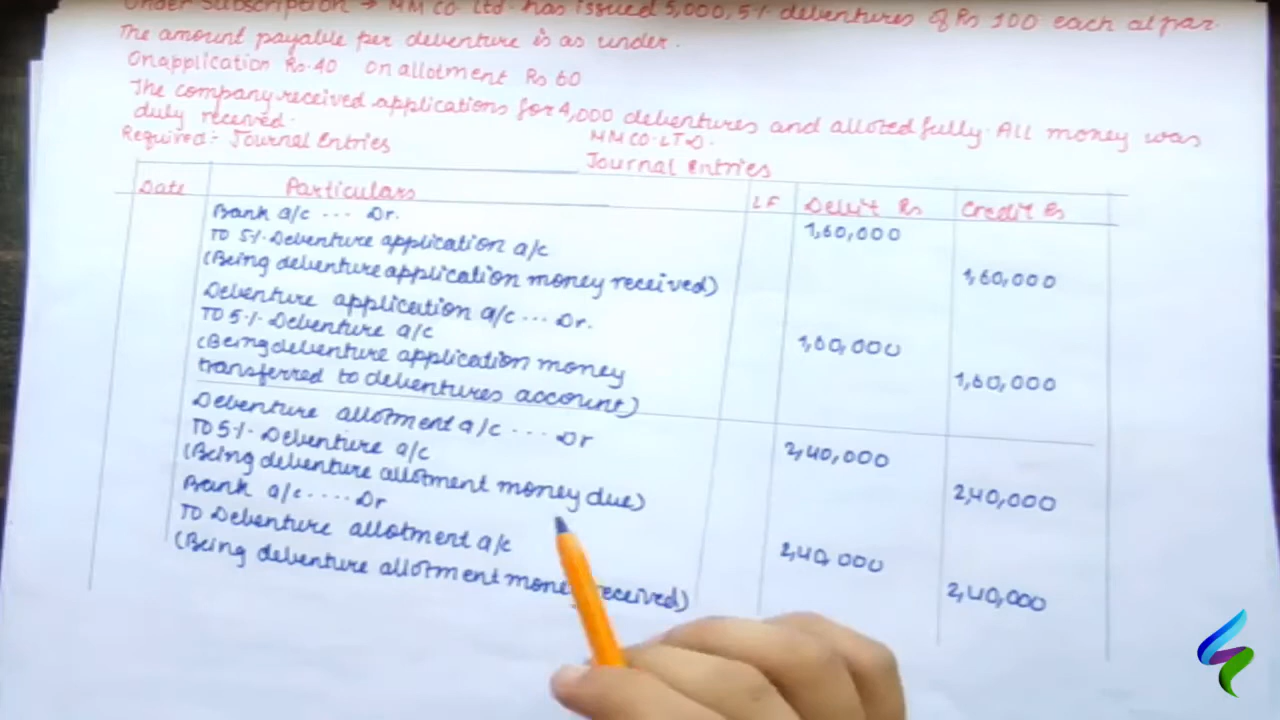 Under Subscription → MM CO. Ltd. has issued 5,000, 5% debentures of Rs 100 each at par.
The amount payable per debenture is as under.
On application Rs. 40 on allotment Rs 60
The company received applications for 4,000 debentures and alloted fully. All money was
duly received.
Required:- Journal Entries
MM CO. LTD.
Journal Entries
Date Particulars LF Debit Rs Credit Rs
Bank a/c ... Dr. 1,60,000
TO 5%. Debenture application a/c 1,60,000
(Being debenture application money received)
Debenture application a/c ... Dr. 1,60,000
TO 5%. Debenture a/c 1,60,000
(Being debenture application money
transferred to debentures account)
Debenture allotment a/c ... Dr 2,40,000
TO 5%. Debenture a/c 2,40,000
(Being debenture allotment money due)
Bank a/c .... Dr 2,40,000
TO Debenture allotment a/c 2,40,000
(Being debenture allotment money received)